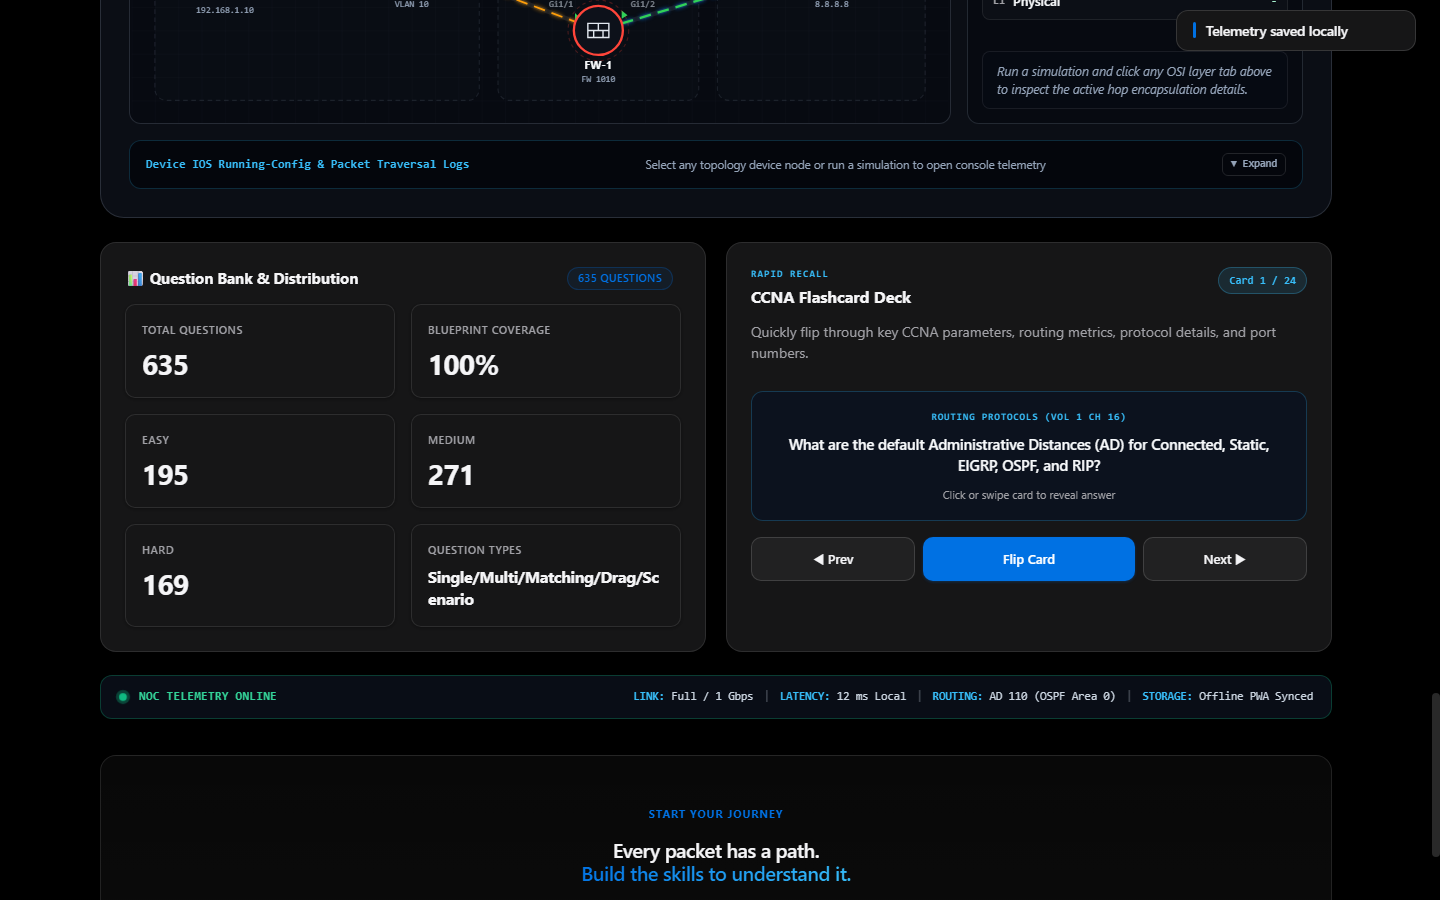 192.168.1.10
VLAN 10
Gi1/1
Gi1/2
8.8.8.8
FW-1
FW 1010
L1 Physical -
Telemetry saved locally
Run a simulation and click any OSI layer tab above
to inspect the active hop encapsulation details.
Device IOS Running-Config & Packet Traversal Logs
Select any topology device node or run a simulation to open console telemetry
▼ Expand
Question Bank & Distribution
635 QUESTIONS
TOTAL QUESTIONS
635
BLUEPRINT COVERAGE
100%
EASY
195
MEDIUM
271
HARD
169
QUESTION TYPES
Single/Multi/Matching/Drag/Sc
enario
RAPID RECALL
CCNA Flashcard Deck
Card 1 / 24
Quickly flip through key CCNA parameters, routing metrics, protocol details, and port
numbers.
ROUTING PROTOCOLS (VOL 1 CH 16)
What are the default Administrative Distances (AD) for Connected, Static,
EIGRP, OSPF, and RIP?
Click or swipe card to reveal answer
◀ Prev
Flip Card
Next ▶
NOC TELEMETRY ONLINE
LINK: Full / 1 Gbps | LATENCY: 12 ms Local | ROUTING: AD 110 (OSPF Area 0) | STORAGE: Offline PWA Synced
START YOUR JOURNEY
Every packet has a path.
Build the skills to understand it.